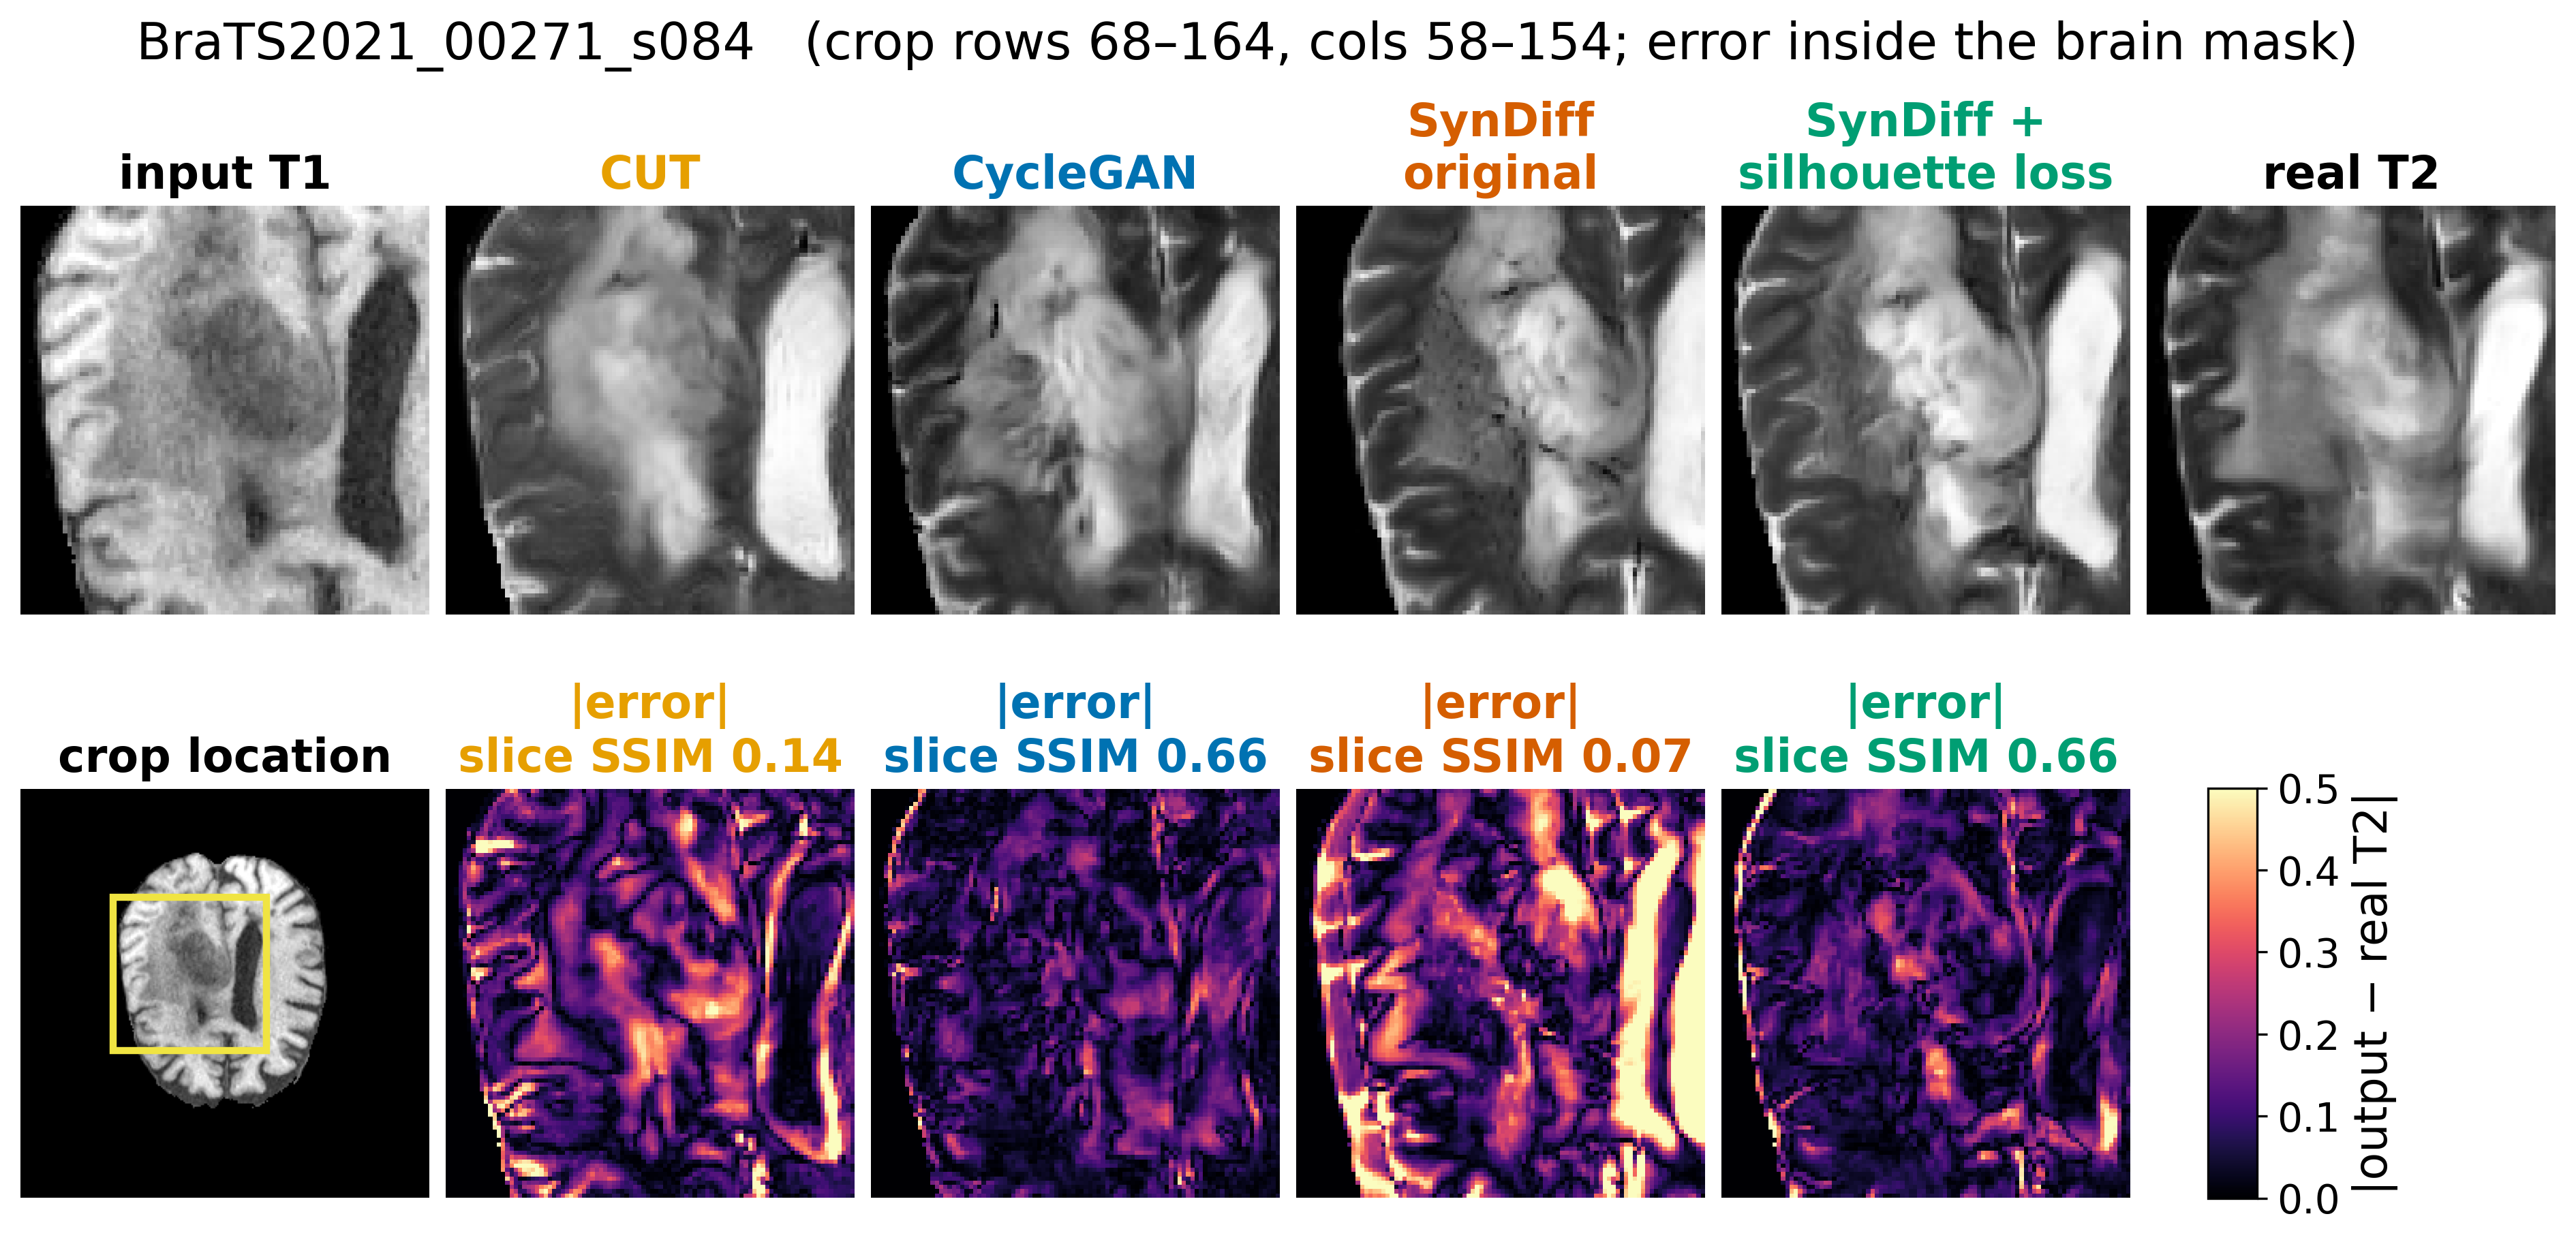 BraTS2021_00271_s084   (crop rows 68–164, cols 58–154; error inside the brain mask)
input T1
CUT
CycleGAN
SynDiff
original
SynDiff +
silhouette loss
real T2
crop location
|error|
slice SSIM 0.14
|error|
slice SSIM 0.66
|error|
slice SSIM 0.07
|error|
slice SSIM 0.66
0.5
0.4
0.3
0.2
0.1
0.0
|output − real T2|